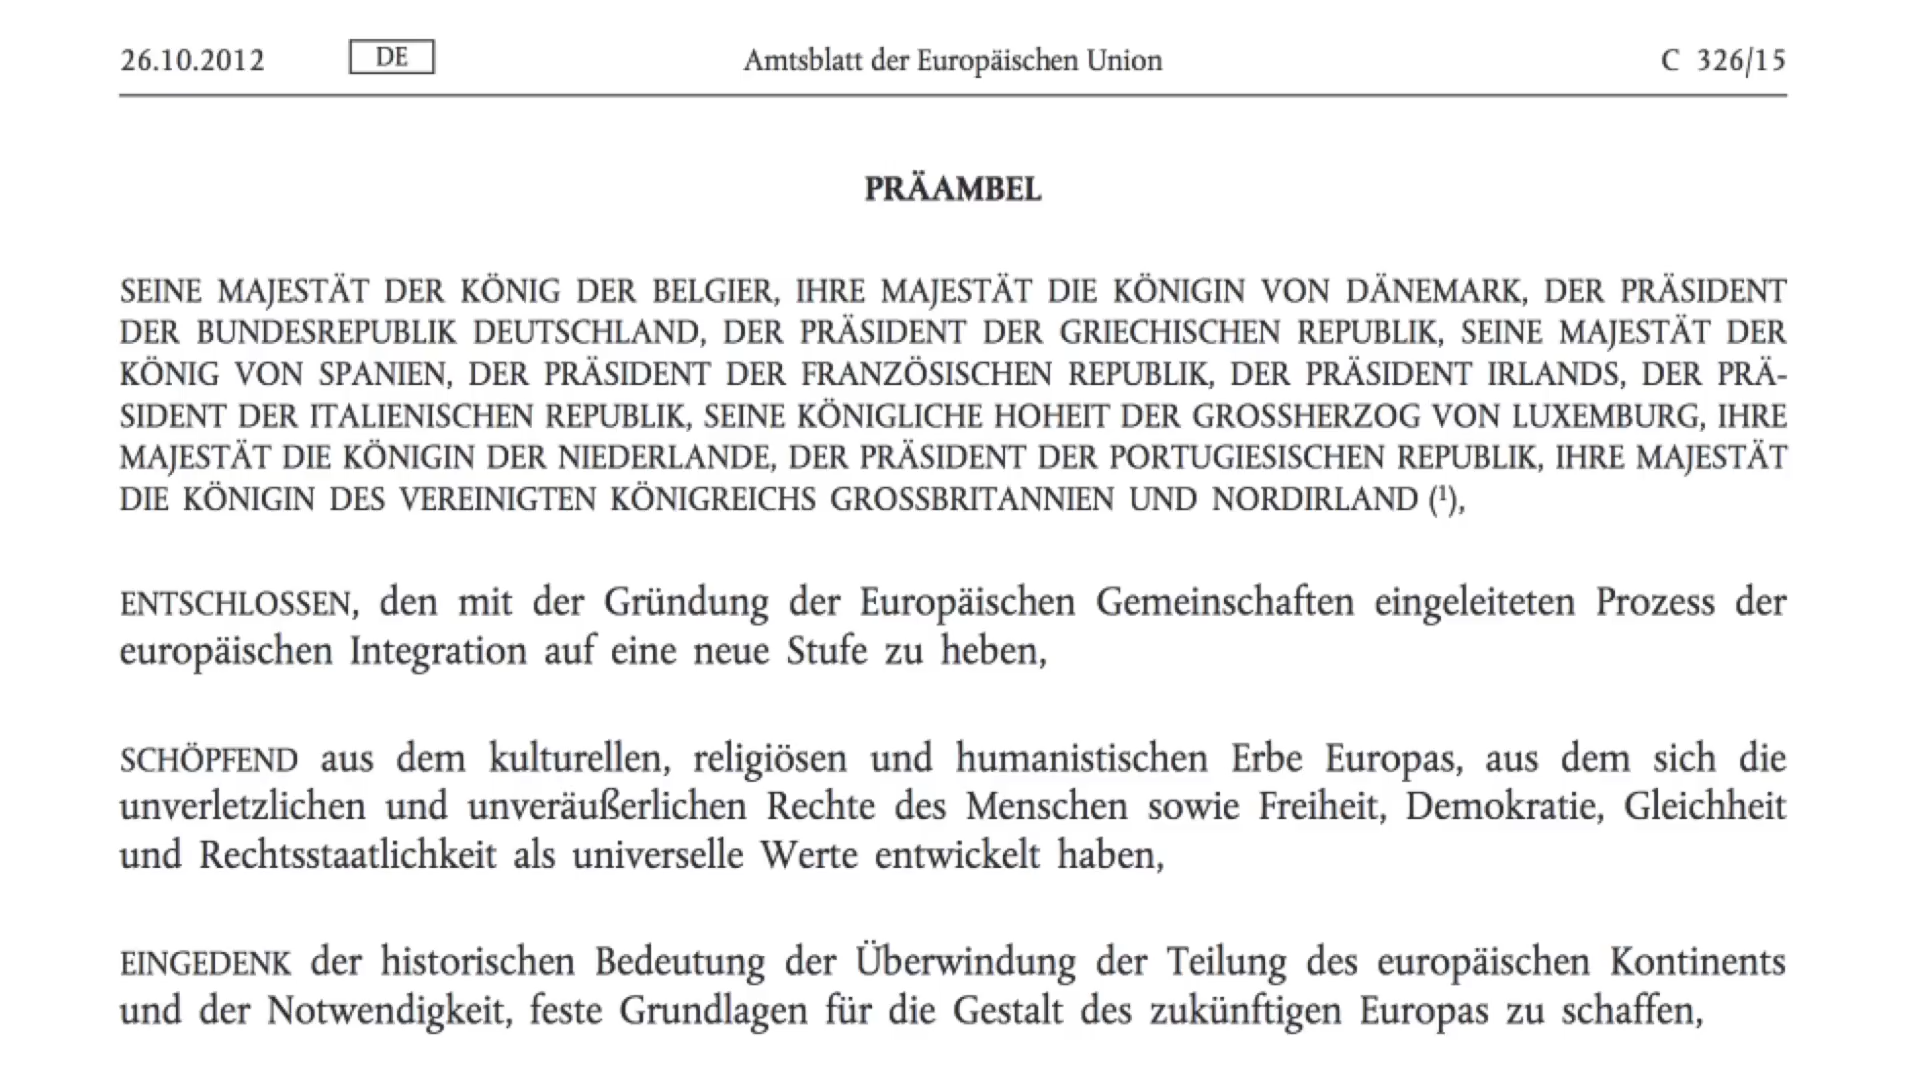 26.10.2012 DE Amtsblatt der Europäischen Union C 326/15
PRÄAMBEL
SEINE MAJESTÄT DER KÖNIG DER BELGIER, IHRE MAJESTÄT DIE KÖNIGIN VON DÄNEMARK, DER PRÄSIDENT
DER BUNDESREPUBLIK DEUTSCHLAND, DER PRÄSIDENT DER GRIECHISCHEN REPUBLIK, SEINE MAJESTÄT DER
KÖNIG VON SPANIEN, DER PRÄSIDENT DER FRANZÖSISCHEN REPUBLIK, DER PRÄSIDENT IRLANDS, DER PRÄ-
SIDENT DER ITALIENISCHEN REPUBLIK, SEINE KÖNIGLICHE HOHEIT DER GROSSHERZOG VON LUXEMBURG, IHRE
MAJESTÄT DIE KÖNIGIN DER NIEDERLANDE, DER PRÄSIDENT DER PORTUGIESISCHEN REPUBLIK, IHRE MAJESTÄT
DIE KÖNIGIN DES VEREINIGTEN KÖNIGREICHS GROSSBRITANNIEN UND NORDIRLAND (¹),
ENTSCHLOSSEN, den mit der Gründung der Europäischen Gemeinschaften eingeleiteten Prozess der
europäischen Integration auf eine neue Stufe zu heben,
SCHÖPFEND aus dem kulturellen, religiösen und humanistischen Erbe Europas, aus dem sich die
unverletzlichen und unveräußerlichen Rechte des Menschen sowie Freiheit, Demokratie, Gleichheit
und Rechtsstaatlichkeit als universelle Werte entwickelt haben,
EINGEDENK der historischen Bedeutung der Überwindung der Teilung des europäischen Kontinents
und der Notwendigkeit, feste Grundlagen für die Gestalt des zukünftigen Europas zu schaffen,